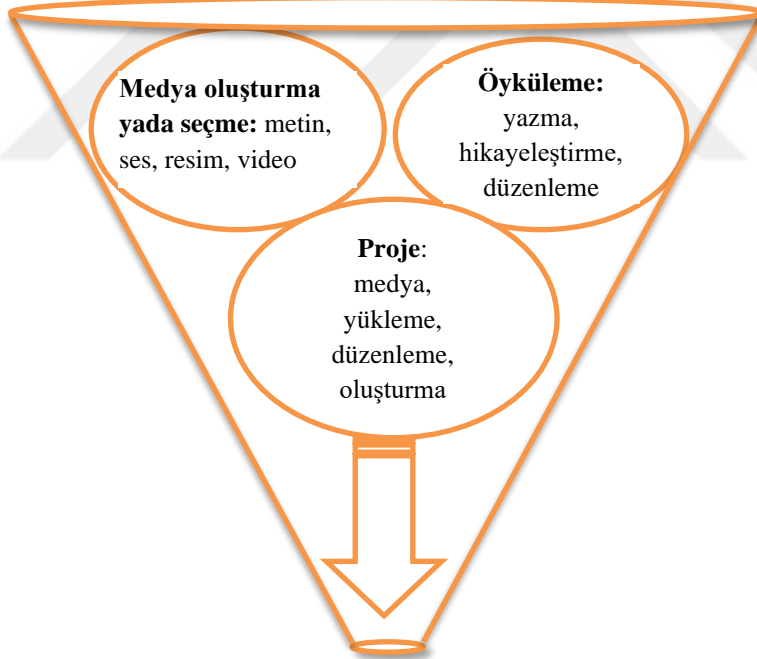 Medya oluşturma
yada seçme: metin,
ses, resim, video
Öyküleme:
yazma,
hikayeleştirme,
düzenleme
Proje:
medya,
yükleme,
düzenleme,
oluşturma